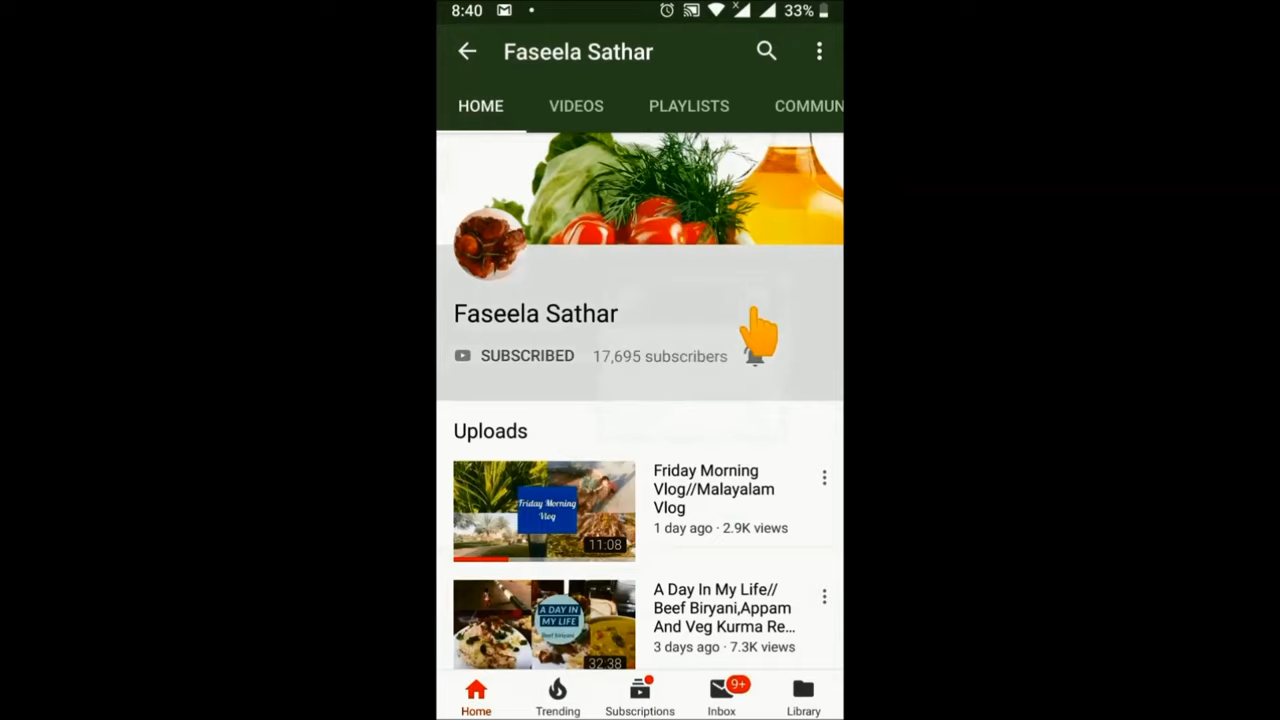 8:40
33%
Faseela Sathar
HOME
VIDEOS
PLAYLISTS
COMMUN
Faseela Sathar
SUBSCRIBED
17,695 subscribers
Uploads
Friday Morning
Vlog
11:08
Friday Morning
Vlog//Malayalam
Vlog
1 day ago · 2.9K views
A DAY IN
MY LIFE
Beef Biryani
32:38
A Day In My Life//
Beef Biryani,Appam
And Veg Kurma Re...
3 days ago · 7.3K views
9+
Home
Trending
Subscriptions
Inbox
Library